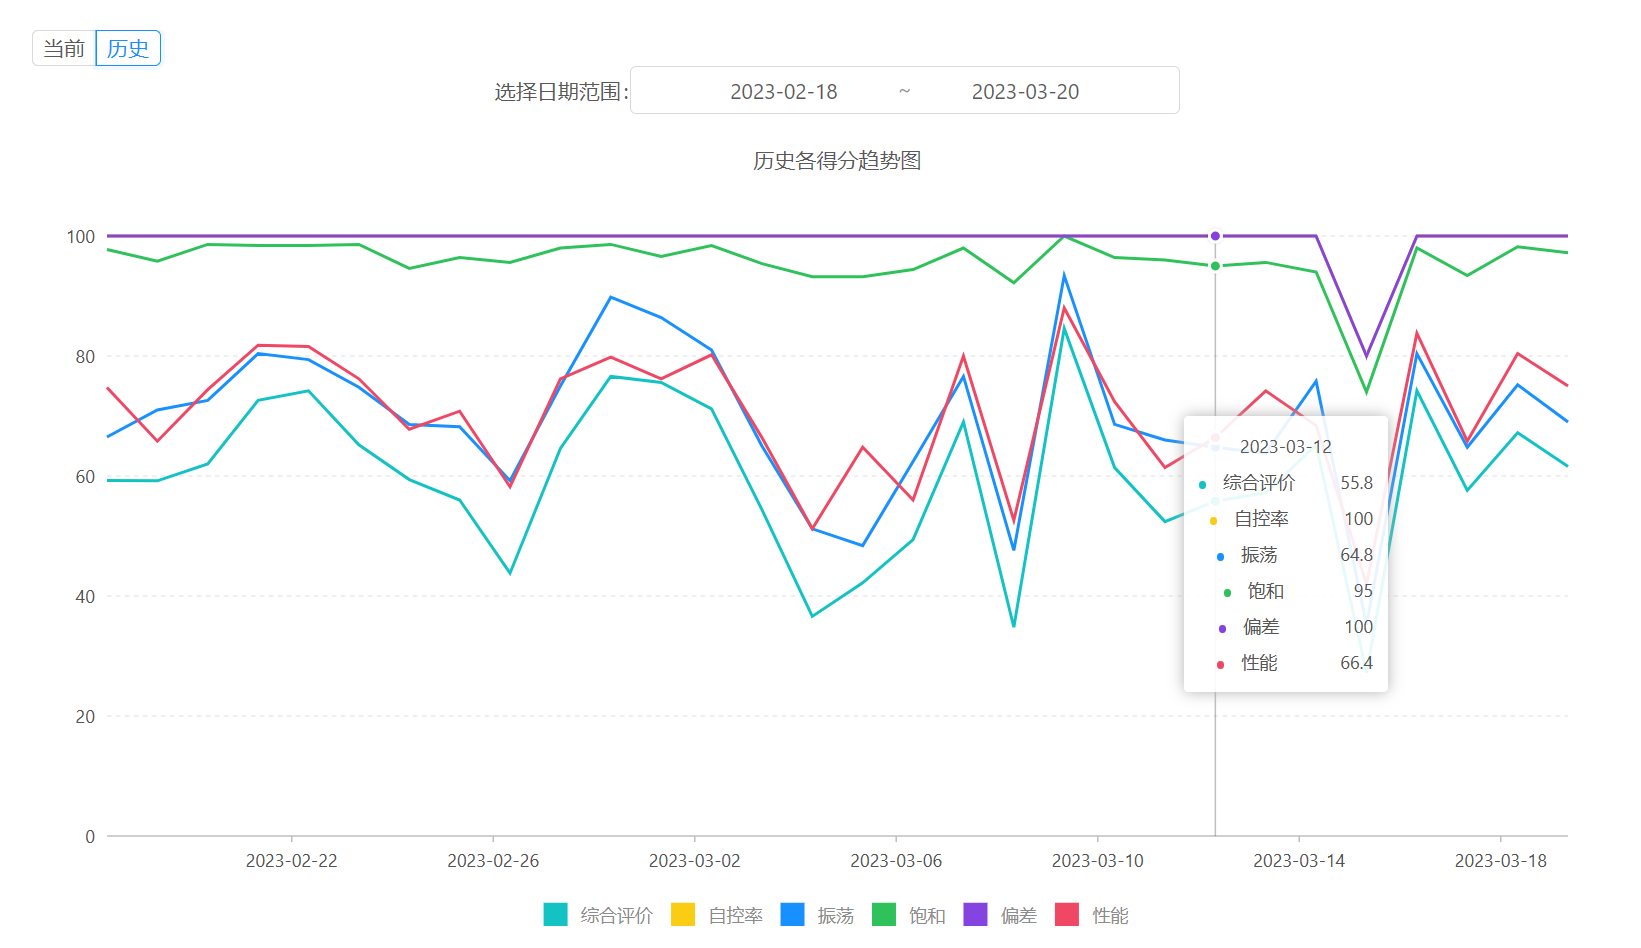 当前 历史
选择日期范围: 2023-02-18 ~ 2023-03-20
历史各得分趋势图
100
80
60
40
20
0
2023-03-12
综合评价 55.8
自控率 100
振荡 64.8
饱和 95
偏差 100
性能 66.4
2023-02-22 2023-02-26 2023-03-02 2023-03-06 2023-03-10 2023-03-14 2023-03-18
综合评价 自控率 振荡 饱和 偏差 性能